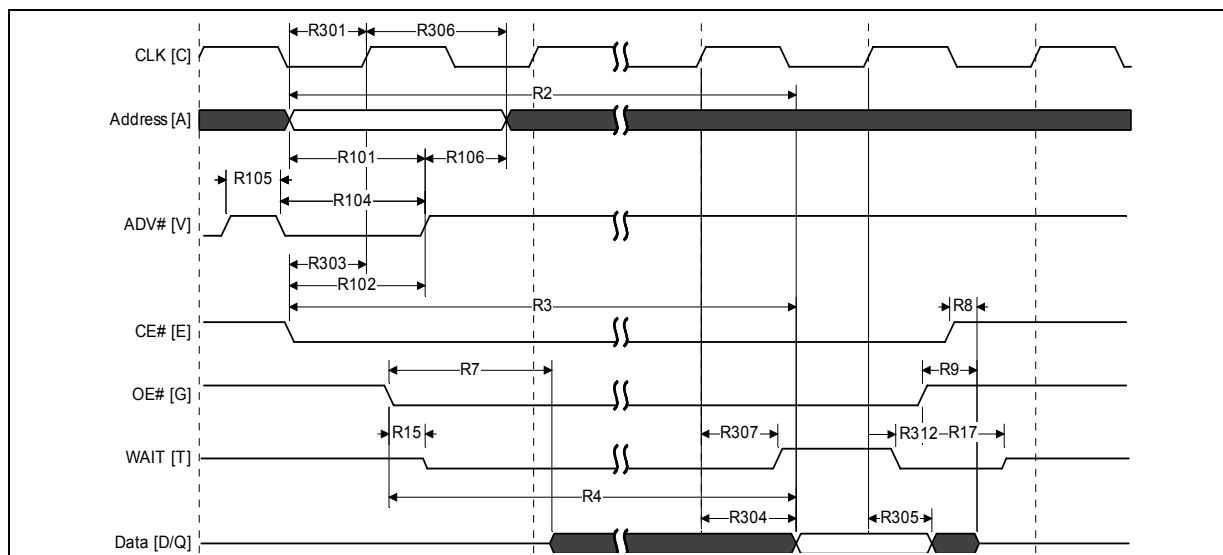 R301 R306
CLK [C]
R2
Address [A]
R101 R106
R105
R104
ADV# [V]
R303
R102
R3
R8
CE# [E]
R7
R9
OE# [G]
R15 R307 R312 R17
WAIT [T]
R4
R304 R305
Data [D/Q]